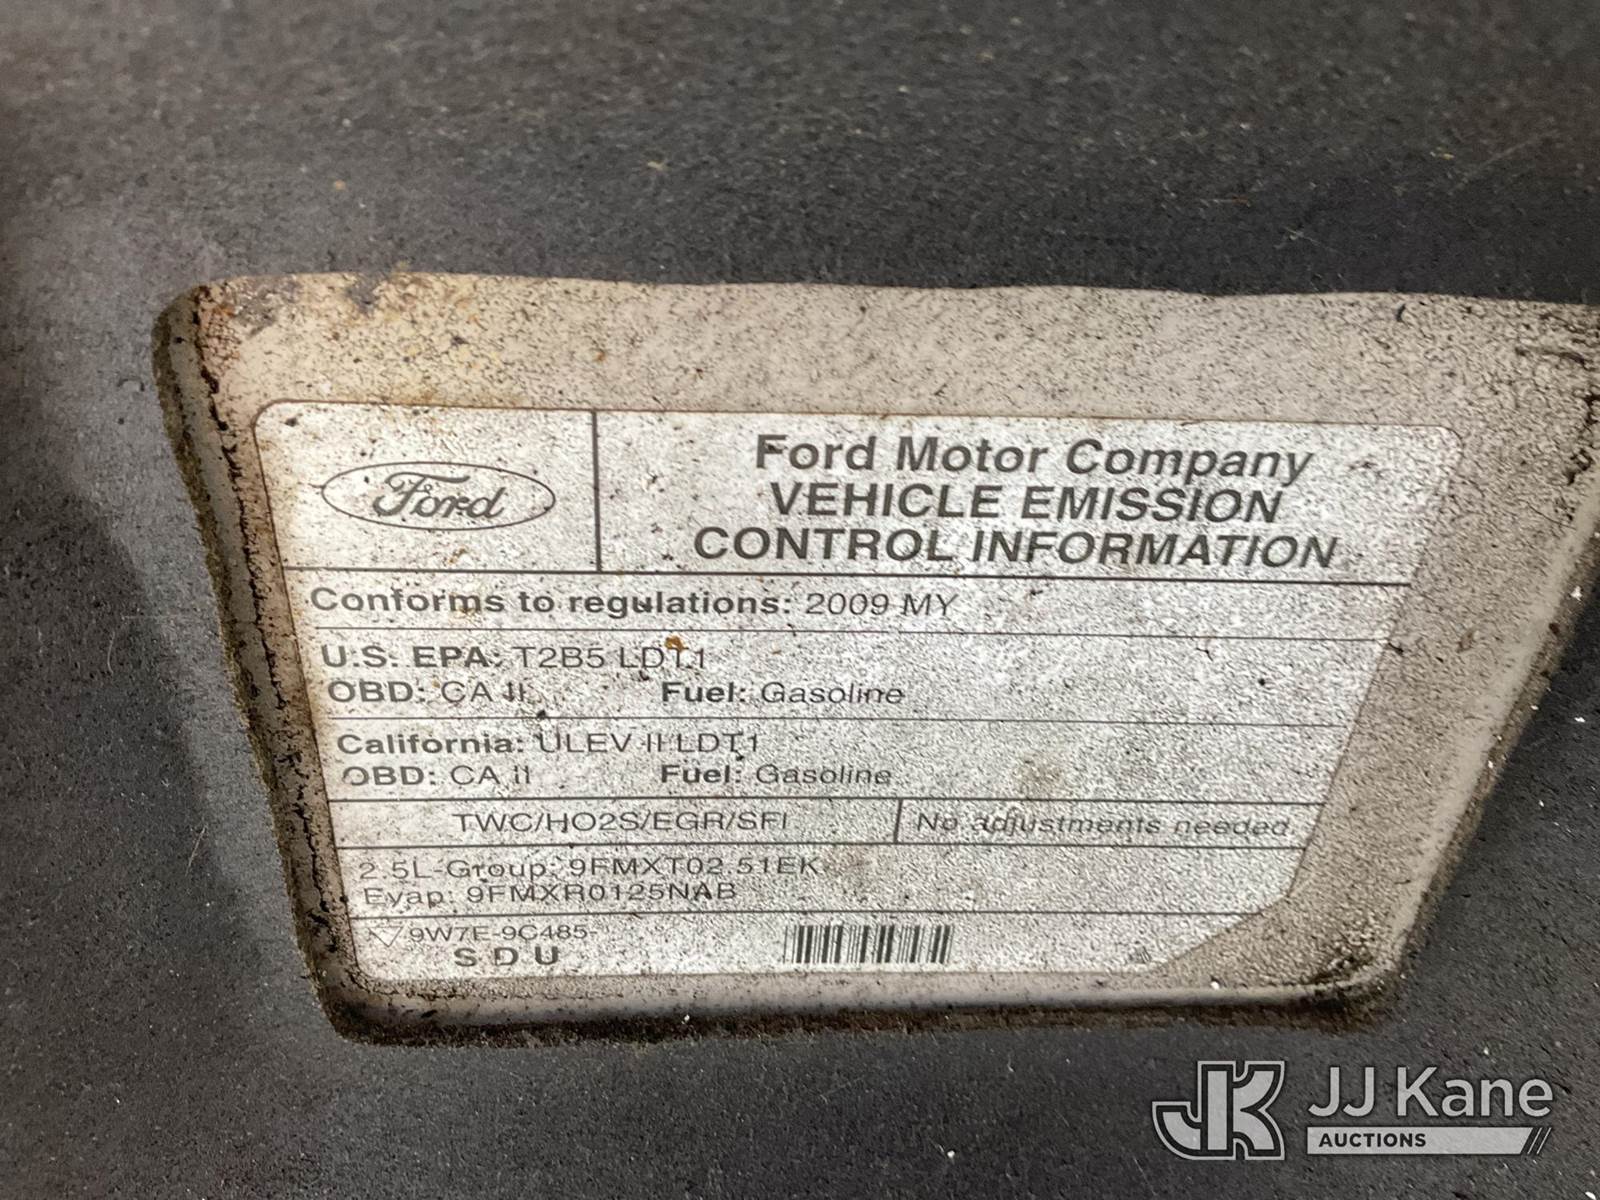 Ford
Ford Motor Company
VEHICLE EMISSION
CONTROL INFORMATION
Conforms to regulations: 2009 MY
U.S. EPA: T2B5 LDT1
OBD: CA II Fuel: Gasoline
California: ULEV II LDT1
OBD: CA II Fuel: Gasoline
TWC/HO2S/EGR/SFI No adjustments needed.
2.5L-Group: 9FMXT02.51EK
Evap: 9FMXR0125NAB
9W7E-9C485-
S D U
JK JJ Kane
AUCTIONS